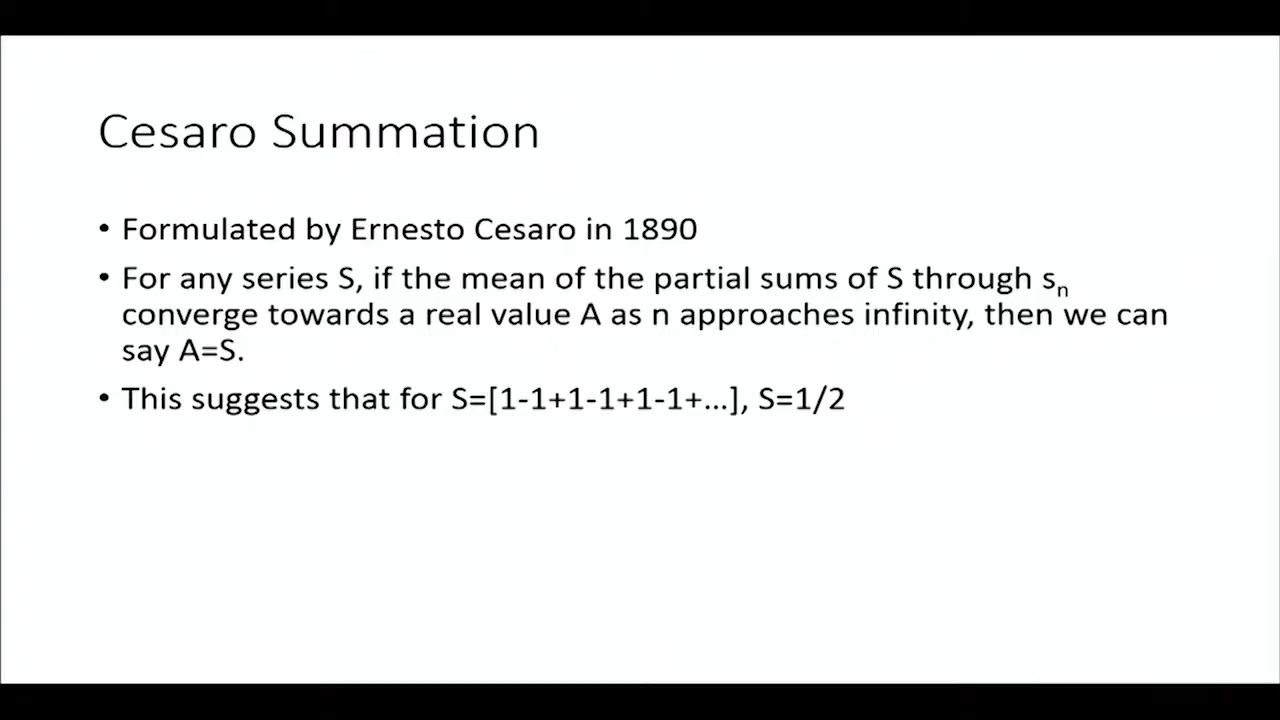 Cesaro Summation
• Formulated by Ernesto Cesaro in 1890
• For any series S, if the mean of the partial sums of S through sₙ
converge towards a real value A as n approaches infinity, then we can
say A=S.
• This suggests that for S=[1-1+1-1+1-1+...], S=1/2